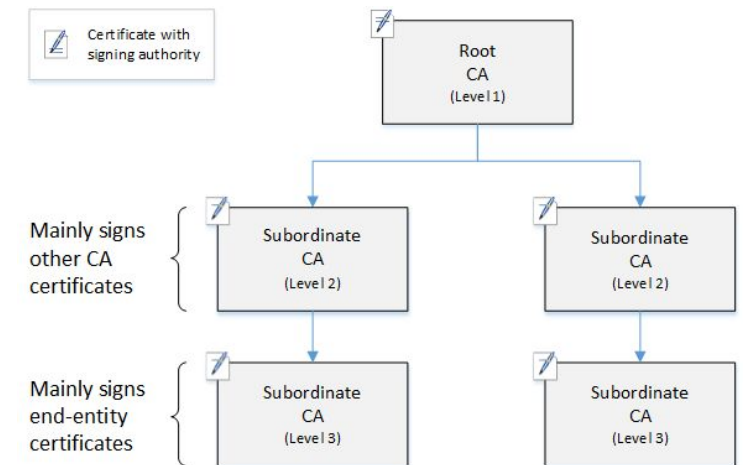 Certificate with
signing authority
Root
CA
(Level 1)
Mainly signs
other CA
certificates
Subordinate
CA
(Level 2)
Subordinate
CA
(Level 2)
Mainly signs
end-entity
certificates
Subordinate
CA
(Level 3)
Subordinate
CA
(Level 3)